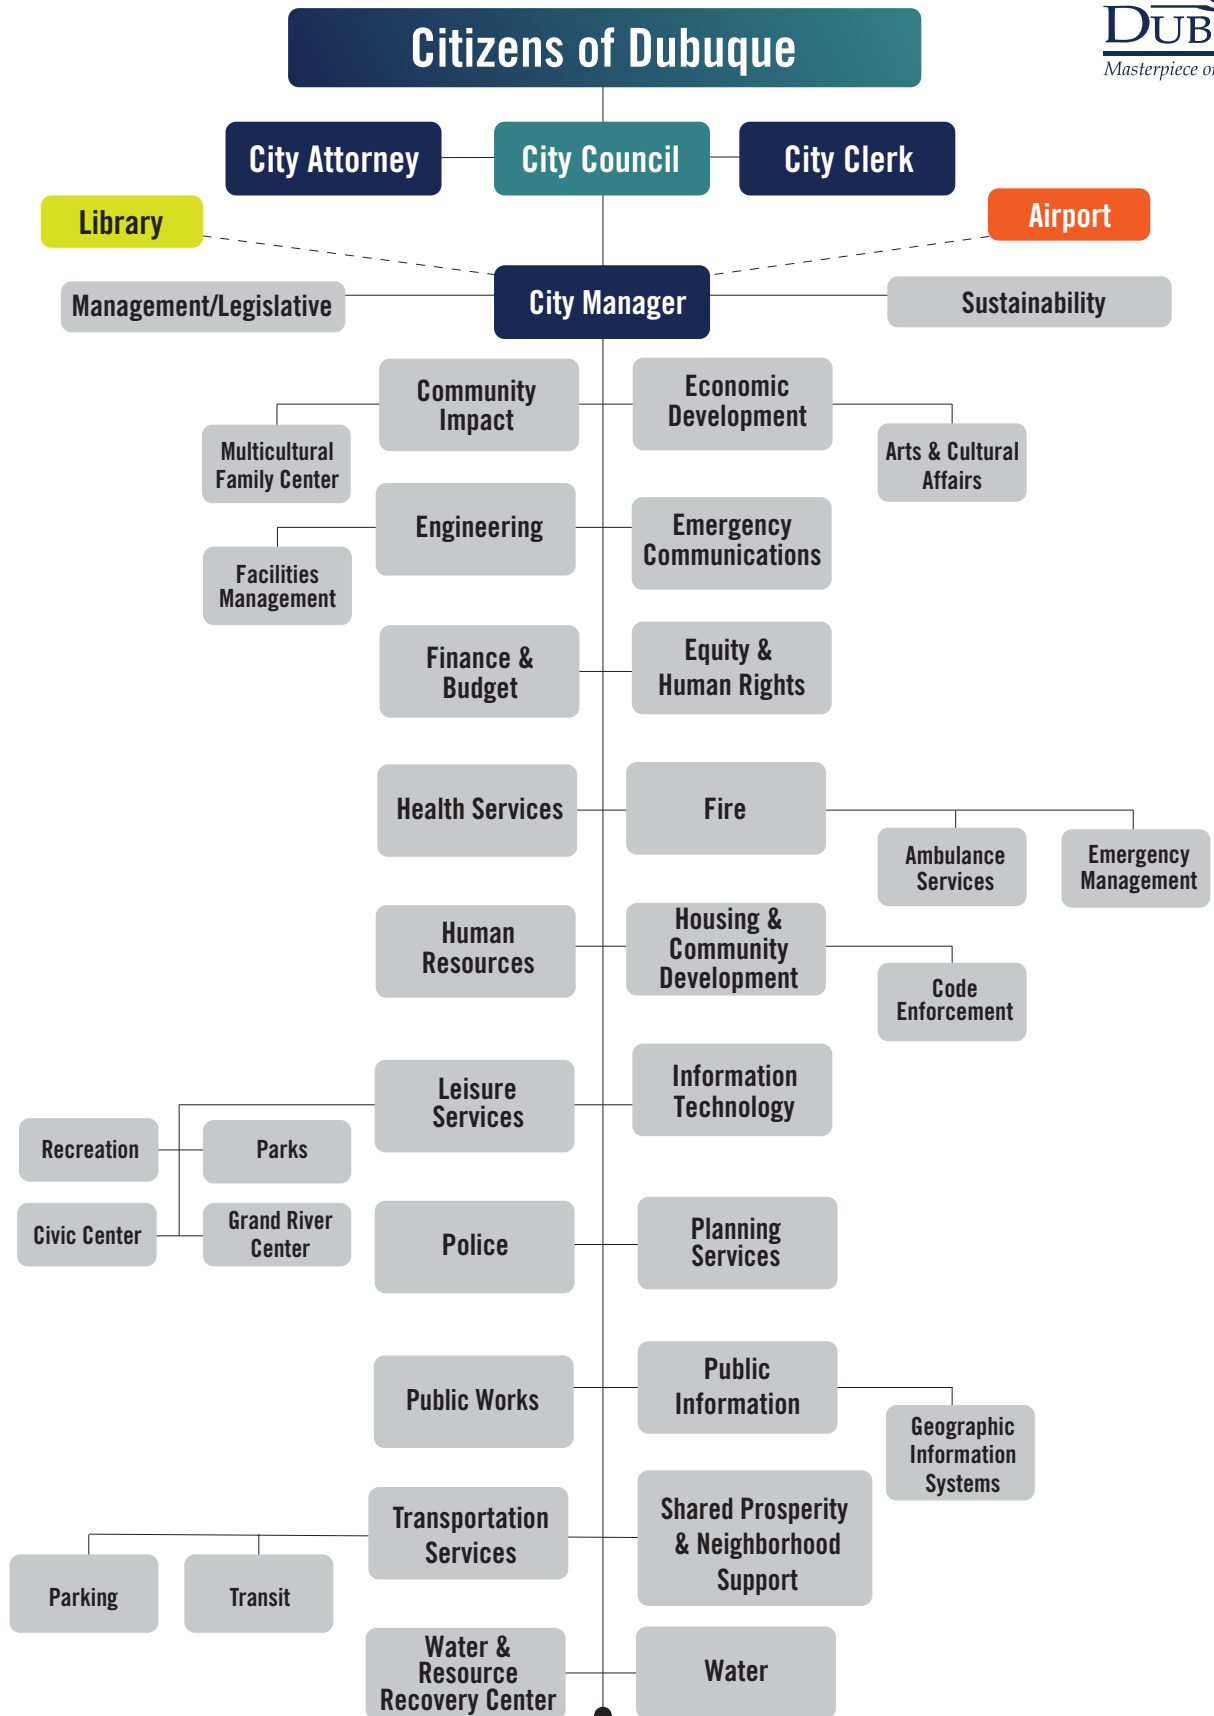 Citizens of Dubuque
DUB
Masterpiece on
City Attorney
City Council
City Clerk
Library
Airport
Management/Legislative
City Manager
Sustainability
Community
Impact
Economic
Development
Multicultural
Family Center
Arts & Cultural
Affairs
Engineering
Emergency
Communications
Facilities
Management
Finance &
Budget
Equity &
Human Rights
Health Services
Fire
Ambulance
Services
Emergency
Management
Human
Resources
Housing &
Community
Development
Code
Enforcement
Leisure
Services
Information
Technology
Recreation
Parks
Civic Center
Grand River
Center
Police
Planning
Services
Public Works
Public
Information
Geographic
Information
Systems
Transportation
Services
Shared Prosperity
& Neighborhood
Support
Parking
Transit
Water &
Resource
Recovery Center
Water